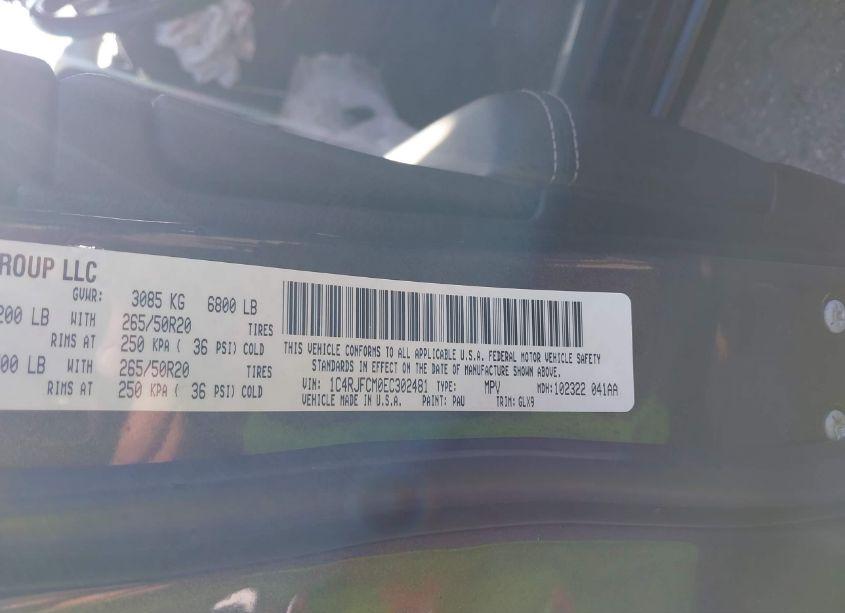 ROUP LLC
GVWR: 3085 KG 6800 LB
200 LB WITH 265/50R20 TIRES
RIMS AT 250 KPA ( 36 PSI) COLD
00 LB WITH 265/50R20 TIRES
RIMS AT 250 KPA ( 36 PSI) COLD
THIS VEHICLE CONFORMS TO ALL APPLICABLE U.S.A. FEDERAL MOTOR VEHICLE SAFETY
STANDARDS IN EFFECT ON THE DATE OF MANUFACTURE SHOWN ABOVE.
VIN: 1C4RJFCM0EC302481 TYPE: MPV MDH: 102322 041AA
VEHICLE MADE IN U.S.A. PAINT: PAU TRIM: GLX9